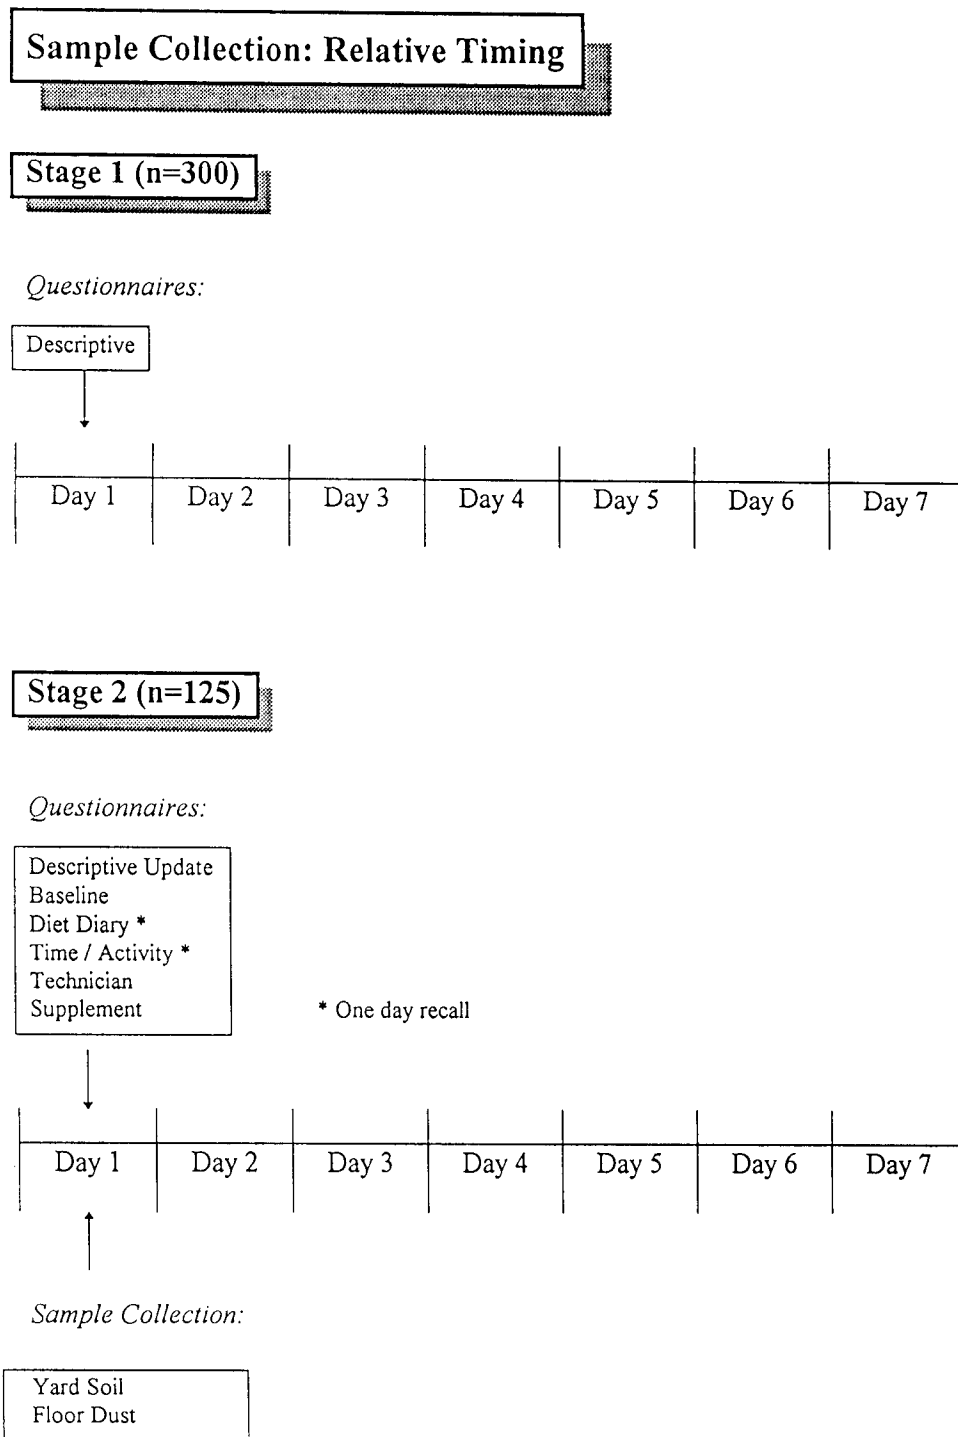 Sample Collection: Relative Timing
Stage 1 (n=300)
Questionnaires:
Descriptive
Day 1 Day 2 Day 3 Day 4 Day 5 Day 6 Day 7
Stage 2 (n=125)
Questionnaires:
Descriptive Update
Baseline
Diet Diary *
Time / Activity *
Technician
Supplement * One day recall
Day 1 Day 2 Day 3 Day 4 Day 5 Day 6 Day 7
Sample Collection:
Yard Soil
Floor Dust